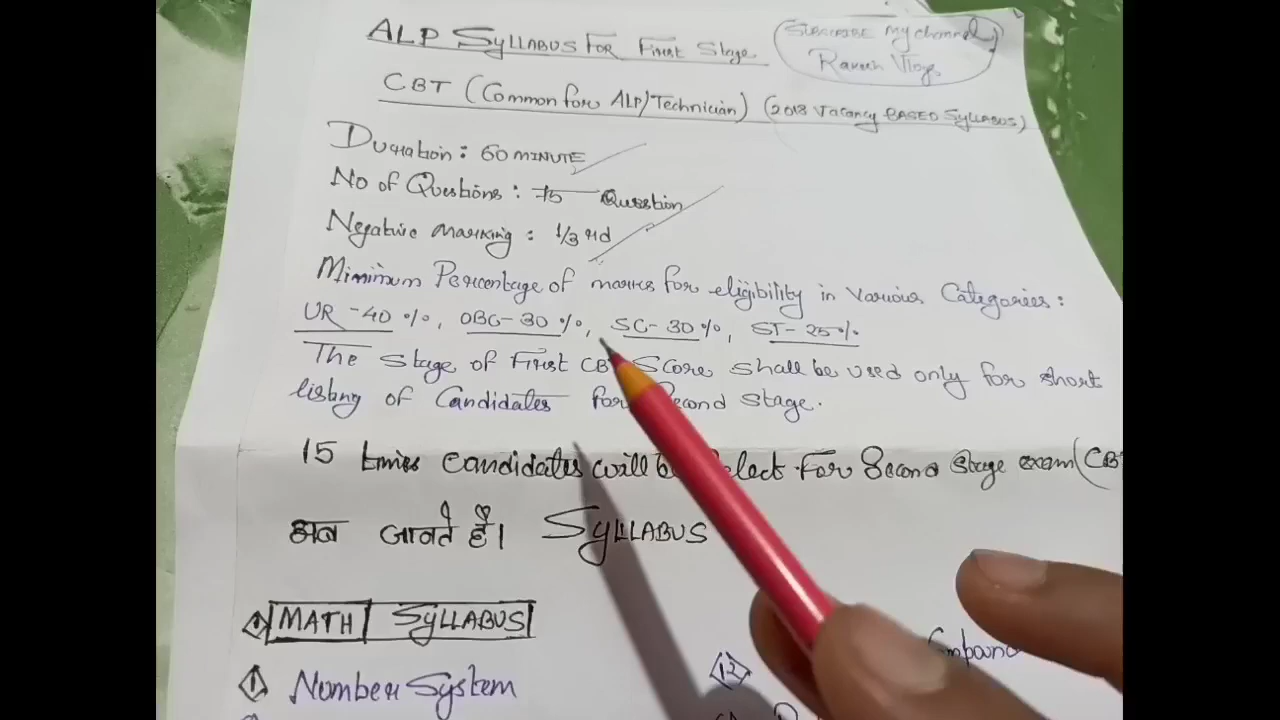 ALP SYLLABUS FOR First Stage
SUBSCRIBE My channel
CBT (Common for ALP/Technician) (2018 Vacancy BASED SYLLABUS)
Duration: 60 MINUTE
No of Questions: 75 Question
Negative marking: 1/3 rd
Minimum Percentage of marks for eligibility in Various Categories:
UR - 40 %, OBC - 30 %, SC - 30 %, ST - 25 %
The Stage of First CBT Score shall be used only for short
listing of Candidates for Second Stage.
15 times candidates will be select for Second Stage exam (CBT
अब जानते है। SYLLABUS
MATH SYLLABUS
1 Number System
12 Compound